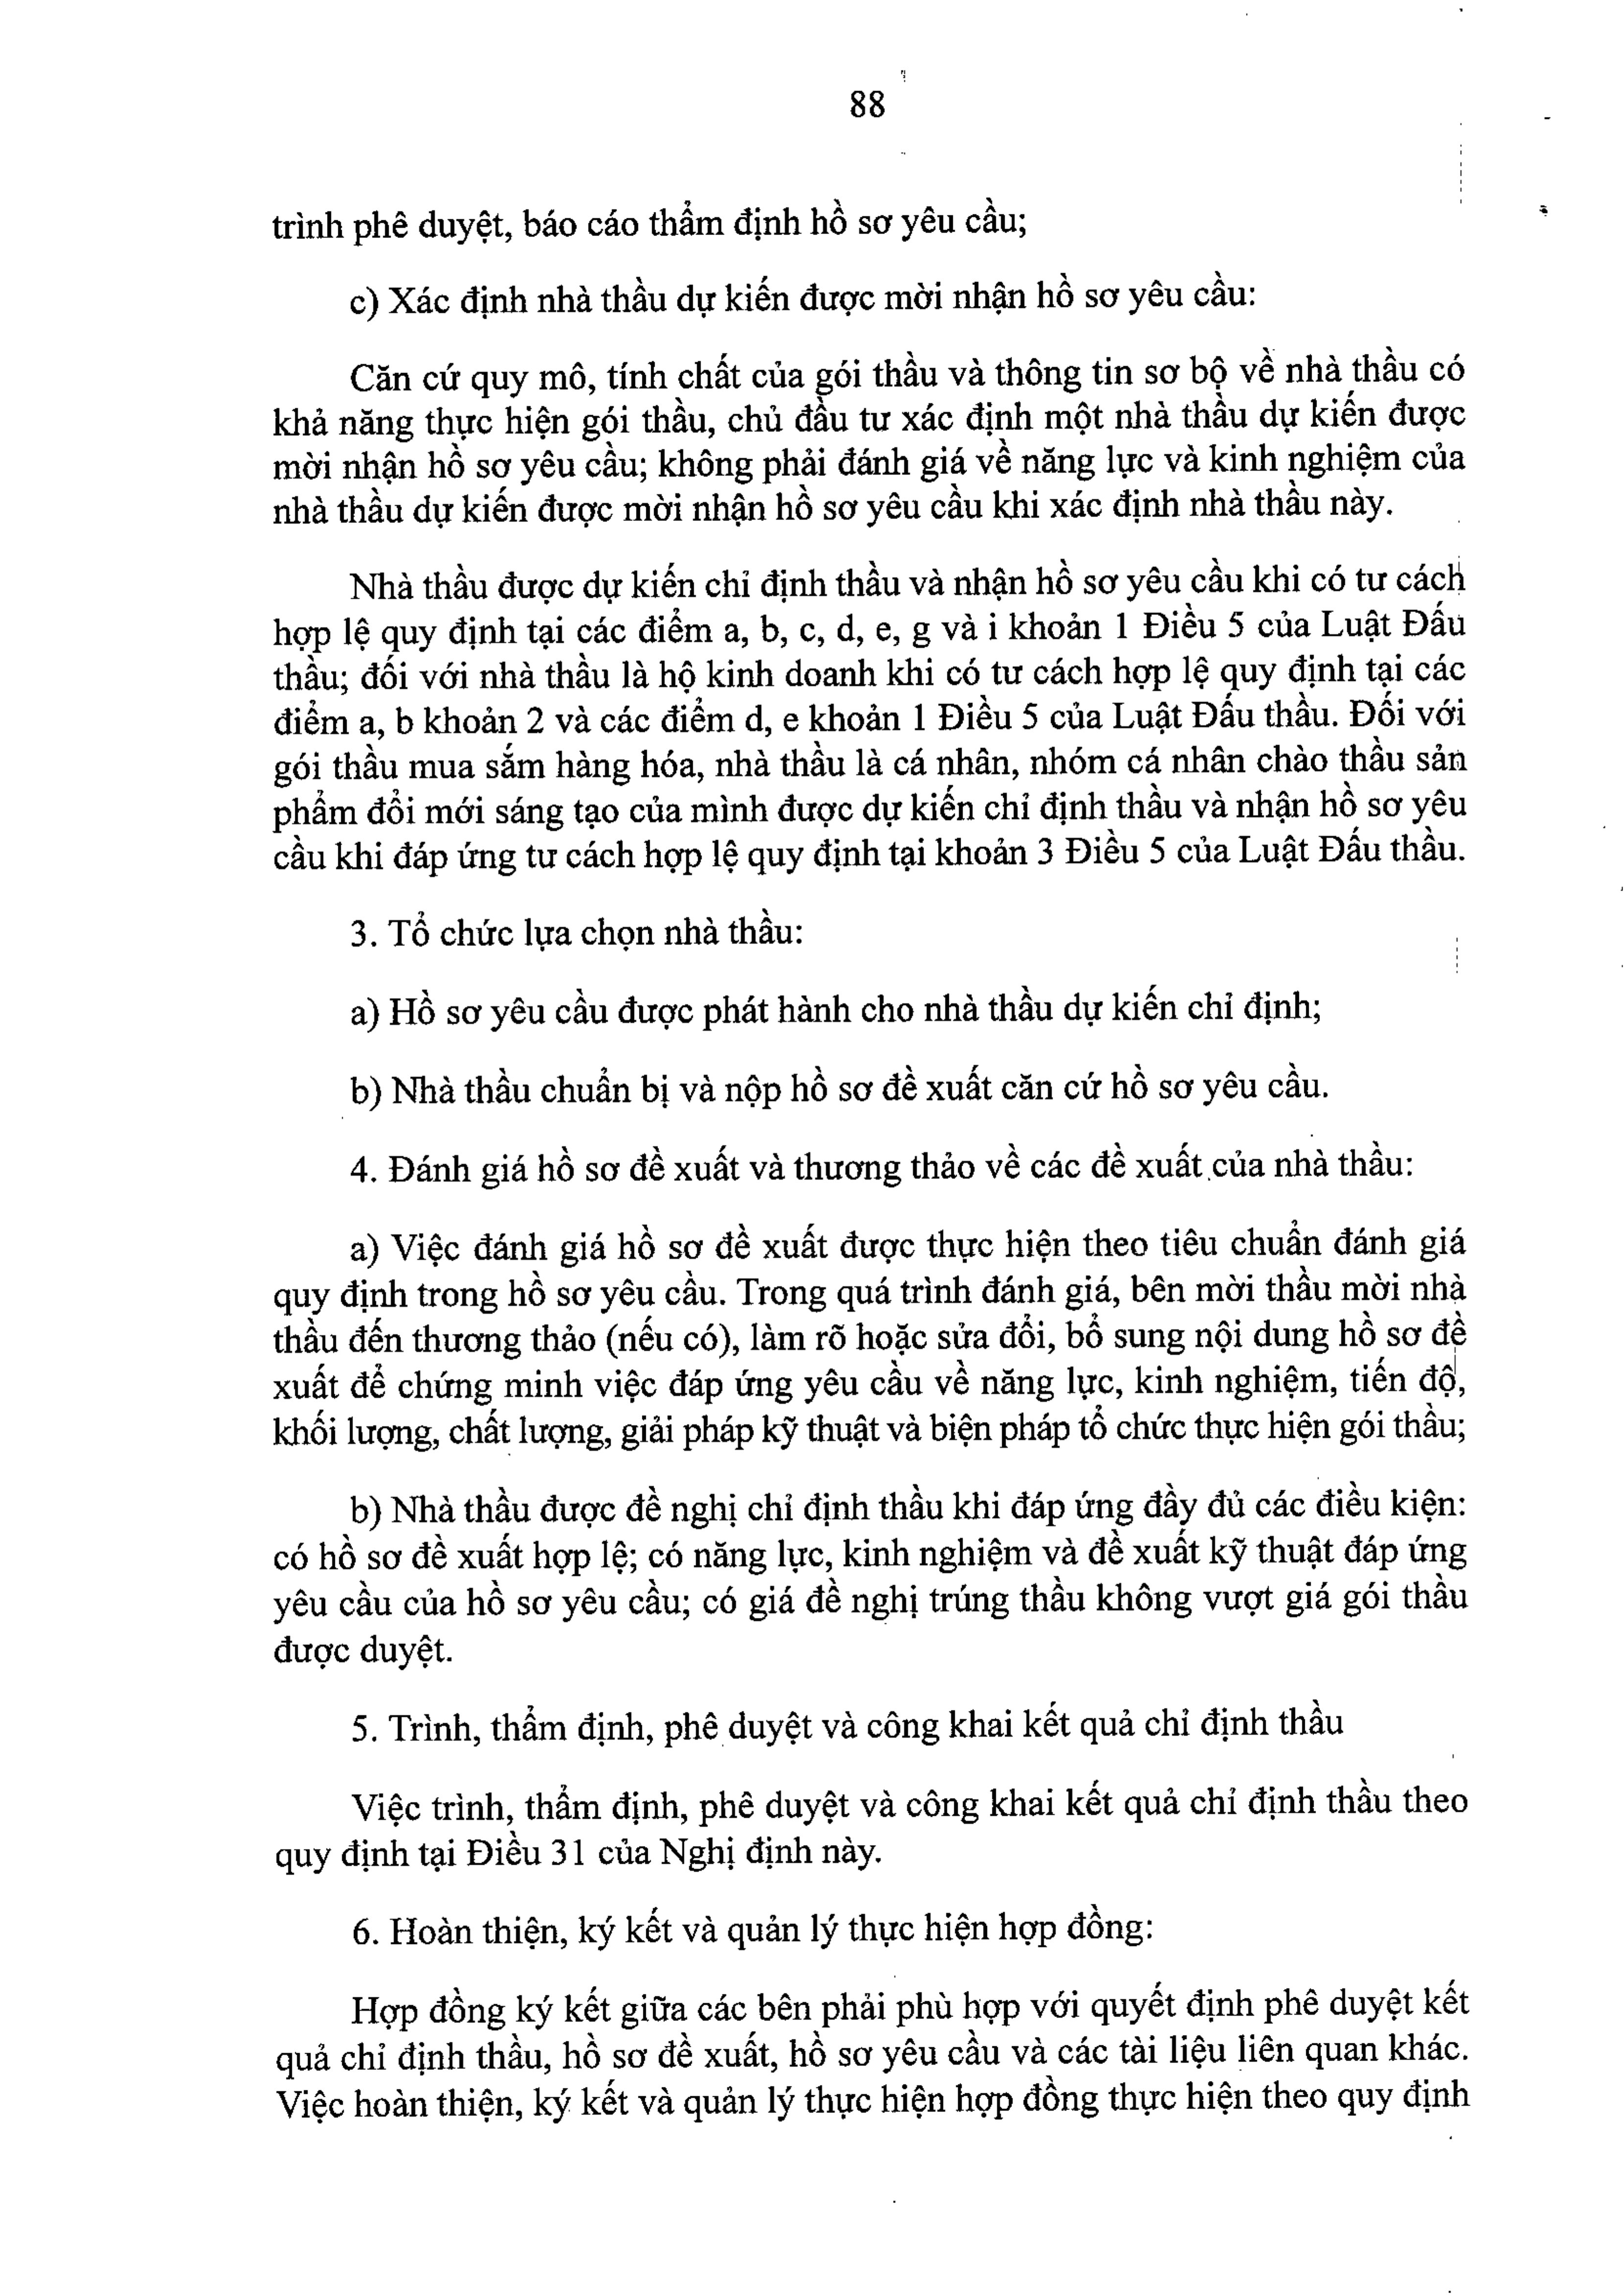 88
trình phê duyệt, báo cáo thẩm định hồ sơ yêu cầu;
c) Xác định nhà thầu dự kiến được mời nhận hồ sơ yêu cầu:
Căn cứ quy mô, tính chất của gói thầu và thông tin sơ bộ về nhà thầu có
khả năng thực hiện gói thầu, chủ đầu tư xác định một nhà thầu dự kiến được
mời nhận hồ sơ yêu cầu; không phải đánh giá về năng lực và kinh nghiệm của
nhà thầu dự kiến được mời nhận hồ sơ yêu cầu khi xác định nhà thầu này.
Nhà thầu được dự kiến chỉ định thầu và nhận hồ sơ yêu cầu khi có tư cách
hợp lệ quy định tại các điểm a, b, c, d, e, g và i khoản 1 Điều 5 của Luật Đấu
thầu; đối với nhà thầu là hộ kinh doanh khi có tư cách hợp lệ quy định tại các
điểm a, b khoản 2 và các điểm d, e khoản 1 Điều 5 của Luật Đấu thầu. Đối với
gói thầu mua sắm hàng hóa, nhà thầu là cá nhân, nhóm cá nhân chào thầu sản
phẩm đổi mới sáng tạo của mình được dự kiến chỉ định thầu và nhận hồ sơ yêu
cầu khi đáp ứng tư cách hợp lệ quy định tại khoản 3 Điều 5 của Luật Đấu thầu.
3. Tổ chức lựa chọn nhà thầu:
a) Hồ sơ yêu cầu được phát hành cho nhà thầu dự kiến chỉ định;
b) Nhà thầu chuẩn bị và nộp hồ sơ đề xuất căn cứ hồ sơ yêu cầu.
4. Đánh giá hồ sơ đề xuất và thương thảo về các đề xuất của nhà thầu:
a) Việc đánh giá hồ sơ đề xuất được thực hiện theo tiêu chuẩn đánh giá
quy định trong hồ sơ yêu cầu. Trong quá trình đánh giá, bên mời thầu mời nhà
thầu đến thương thảo (nếu có), làm rõ hoặc sửa đổi, bổ sung nội dung hồ sơ đề
xuất để chứng minh việc đáp ứng yêu cầu về năng lực, kinh nghiệm, tiến độ,
khối lượng, chất lượng, giải pháp kỹ thuật và biện pháp tổ chức thực hiện gói thầu;
b) Nhà thầu được đề nghị chỉ định thầu khi đáp ứng đầy đủ các điều kiện:
có hồ sơ đề xuất hợp lệ; có năng lực, kinh nghiệm và đề xuất kỹ thuật đáp ứng
yêu cầu của hồ sơ yêu cầu; có giá đề nghị trúng thầu không vượt giá gói thầu
được duyệt.
5. Trình, thẩm định, phê duyệt và công khai kết quả chỉ định thầu
Việc trình, thẩm định, phê duyệt và công khai kết quả chỉ định thầu theo
quy định tại Điều 31 của Nghị định này.
6. Hoàn thiện, ký kết và quản lý thực hiện hợp đồng:
Hợp đồng ký kết giữa các bên phải phù hợp với quyết định phê duyệt kết
quả chỉ định thầu, hồ sơ đề xuất, hồ sơ yêu cầu và các tài liệu liên quan khác.
Việc hoàn thiện, ký kết và quản lý thực hiện hợp đồng thực hiện theo quy định